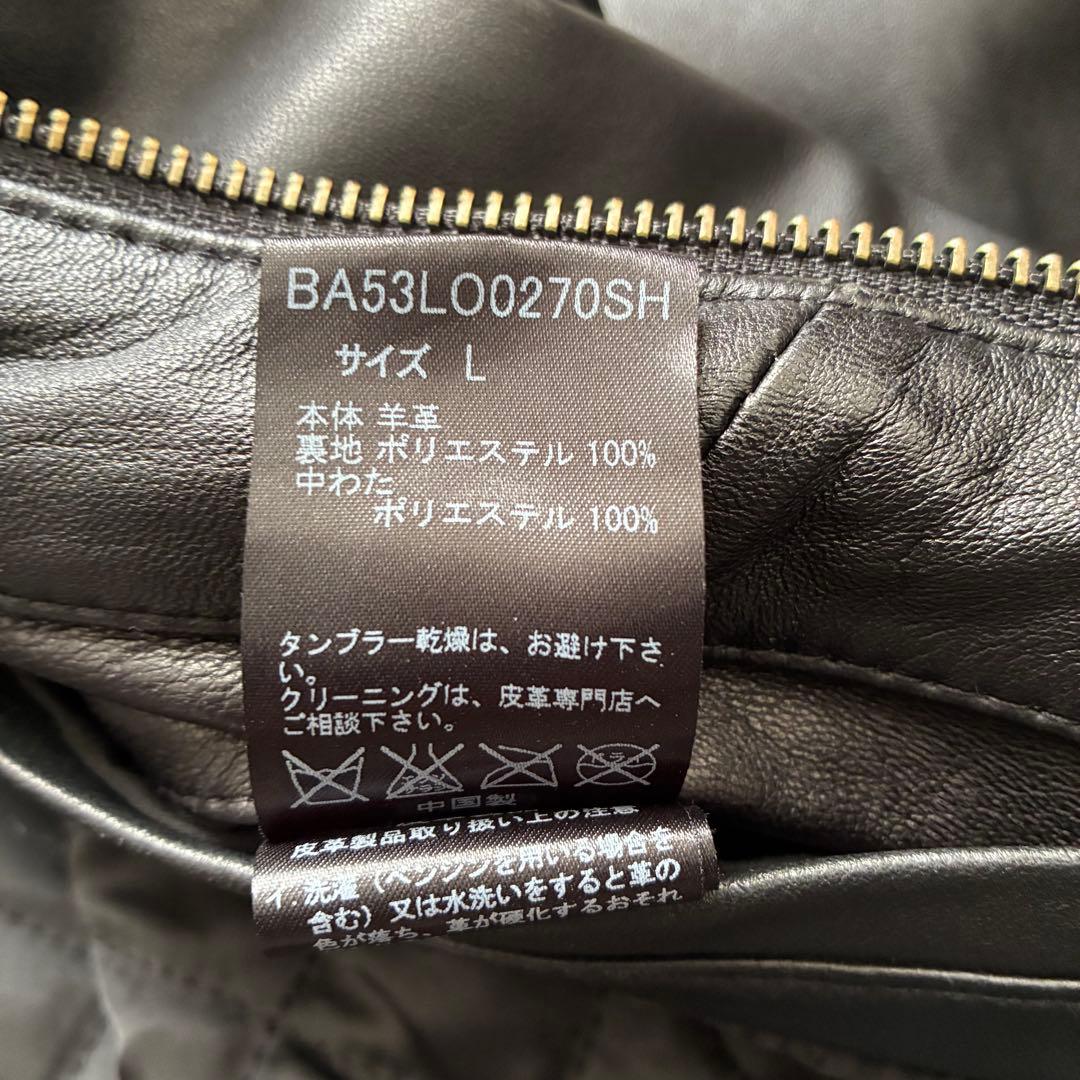 BA53LO0270SH
サイズ L
本体 羊革
裏地 ポリエステル 100%
中わた
ポリエステル 100%
タンブラー乾燥は、お避け下さ
い。
クリーニングは、皮革専門店へ
ご相談下さい。
中国製
皮革製品取り扱い上の注意
イ.洗濯(ベンジンを用いる場合を
含む)又は水洗いをすると革の
色が落ち、革が硬化するおそれ